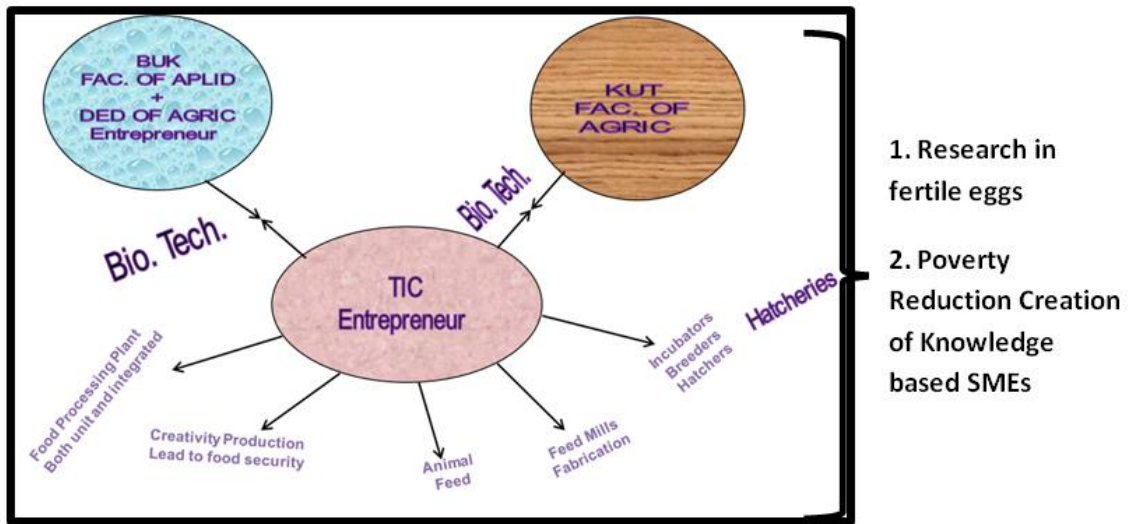 BUK
FAC. OF APLID
+
DED OF AGRIC
Entrepreneur
KUT
FAC. OF
AGRIC
Bio. Tech.
Bio. Tech.
TIC
Entrepreneur
Food Processing Plant
Both unit and integrated
Creativity Production
Lead to food security
Animal
Feed
Feed Mills
Fabrication
Incubators
Breeders
Hatchers
Hatcheries
1. Research in
fertile eggs
2. Poverty
Reduction Creation
of Knowledge
based SMEs